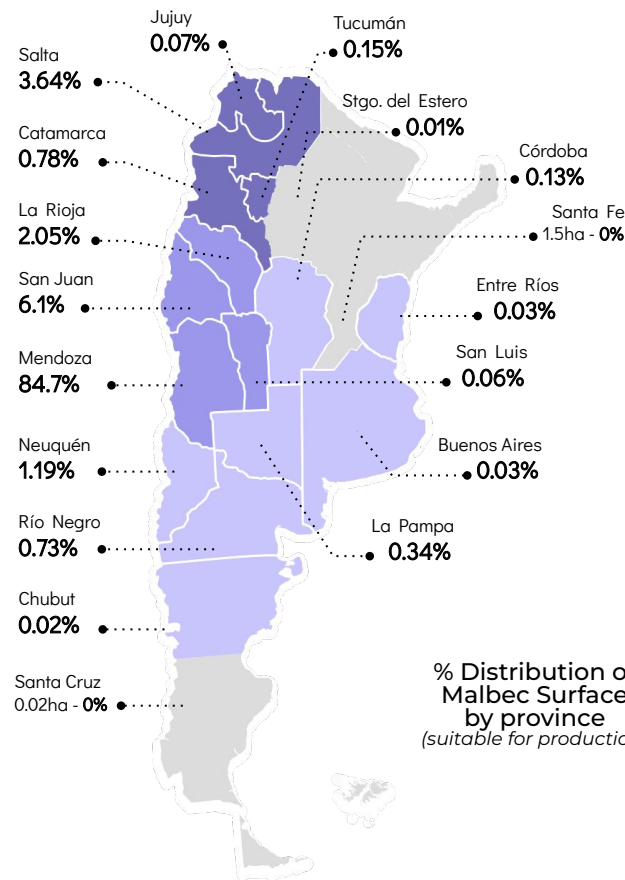 Jujuy
0.07%
Tucumán
0.15%
Salta
3.64%
Stgo. del Estero
0.01%
Catamarca
0.78%
Córdoba
0.13%
La Rioja
2.05%
Santa Fe
1.5ha - 0%
San Juan
6.1%
Entre Ríos
0.03%
Mendoza
84.7%
San Luis
0.06%
Neuquén
1.19%
Buenos Aires
0.03%
Río Negro
0.73%
La Pampa
0.34%
Chubut
0.02%
Santa Cruz
0.02ha - 0%
% Distribution o
Malbec Surface
by province
(suitable for productio